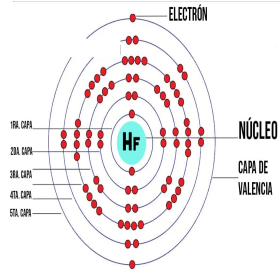 ELECTRÓN
1RA. CAPA
2DA. CAPA
3RA. CAPA
4TA. CAPA
5TA. CAPA
HF
NÚCLEO
CAPA DE
VALENCIA